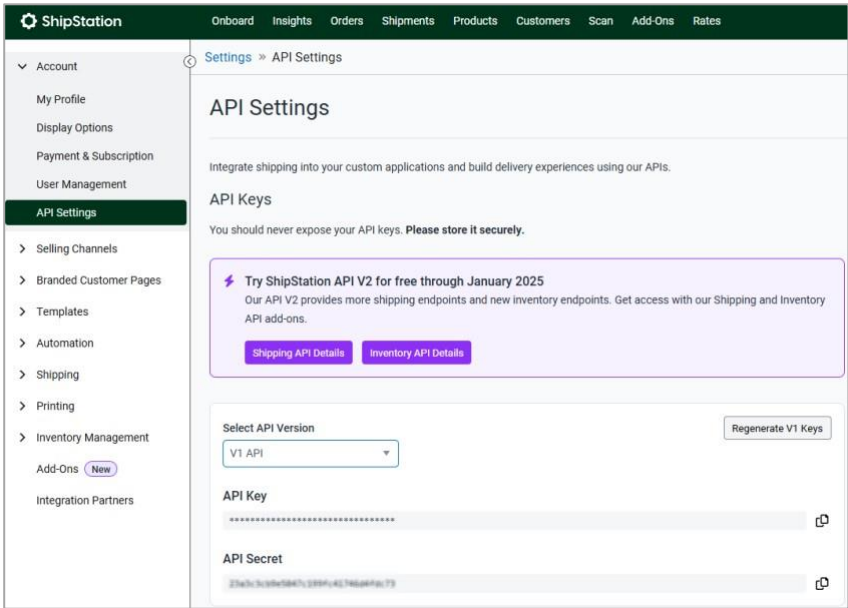 ShipStation
Onboard Insights Orders Shipments Products Customers Scan Add-Ons Rates
Account
My Profile
Display Options
Payment & Subscription
User Management
API Settings
Selling Channels
Branded Customer Pages
Templates
Automation
Shipping
Printing
Inventory Management
Add-Ons New
Integration Partners
Settings » API Settings
API Settings
Integrate shipping into your custom applications and build delivery experiences using our APIs.
API Keys
You should never expose your API keys. Please store it securely.
Try ShipStation API V2 for free through January 2025
Our API V2 provides more shipping endpoints and new inventory endpoints. Get access with our Shipping and Inventory
API add-ons.
Shipping API Details Inventory API Details
Select API Version
Regenerate V1 Keys
V1 API
API Key
********************************
API Secret